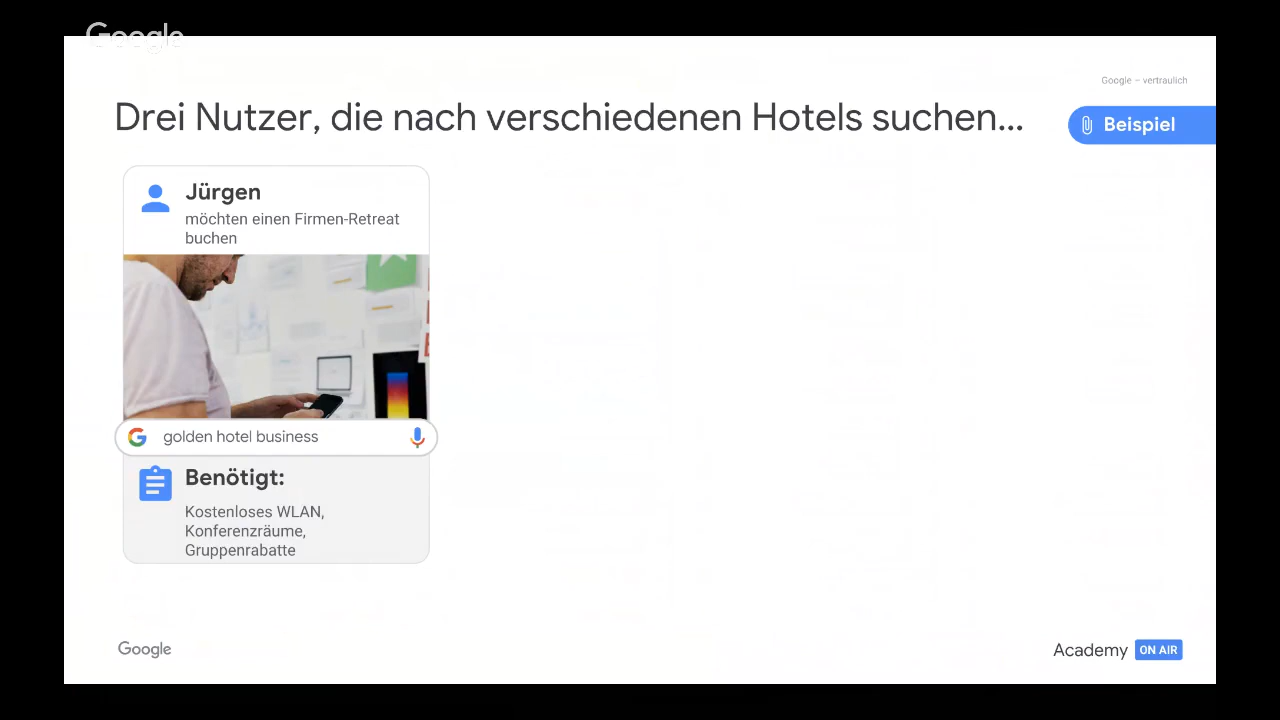 Google
Google – vertraulich
Drei Nutzer, die nach verschiedenen Hotels suchen...
Beispiel
Jürgen
möchten einen Firmen-Retreat
buchen
golden hotel business
Benötigt:
Kostenloses WLAN,
Konferenzräume,
Gruppenrabatte
Google
Academy ON AIR